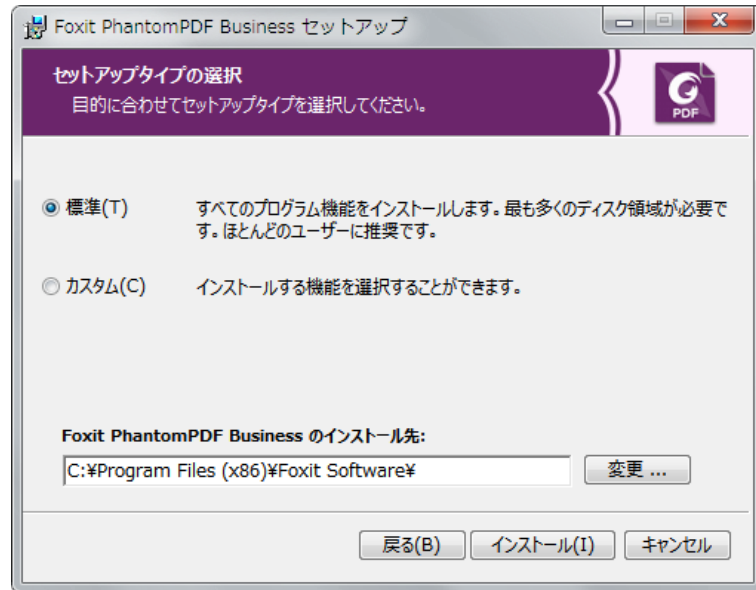 Foxit PhantomPDF Business セットアップ
セットアップタイプの選択
目的に合わせてセットアップタイプを選択してください。
G
PDF
標準(T)
すべてのプログラム機能をインストールします。最も多くのディスク領域が必要で
す。ほとんどのユーザーに推奨です。
カスタム(C)
インストールする機能を選択することができます。
Foxit PhantomPDF Business のインストール先:
C:¥Program Files (x86)¥Foxit Software¥
変更 ...
戻る(B)
インストール(I)
キャンセル